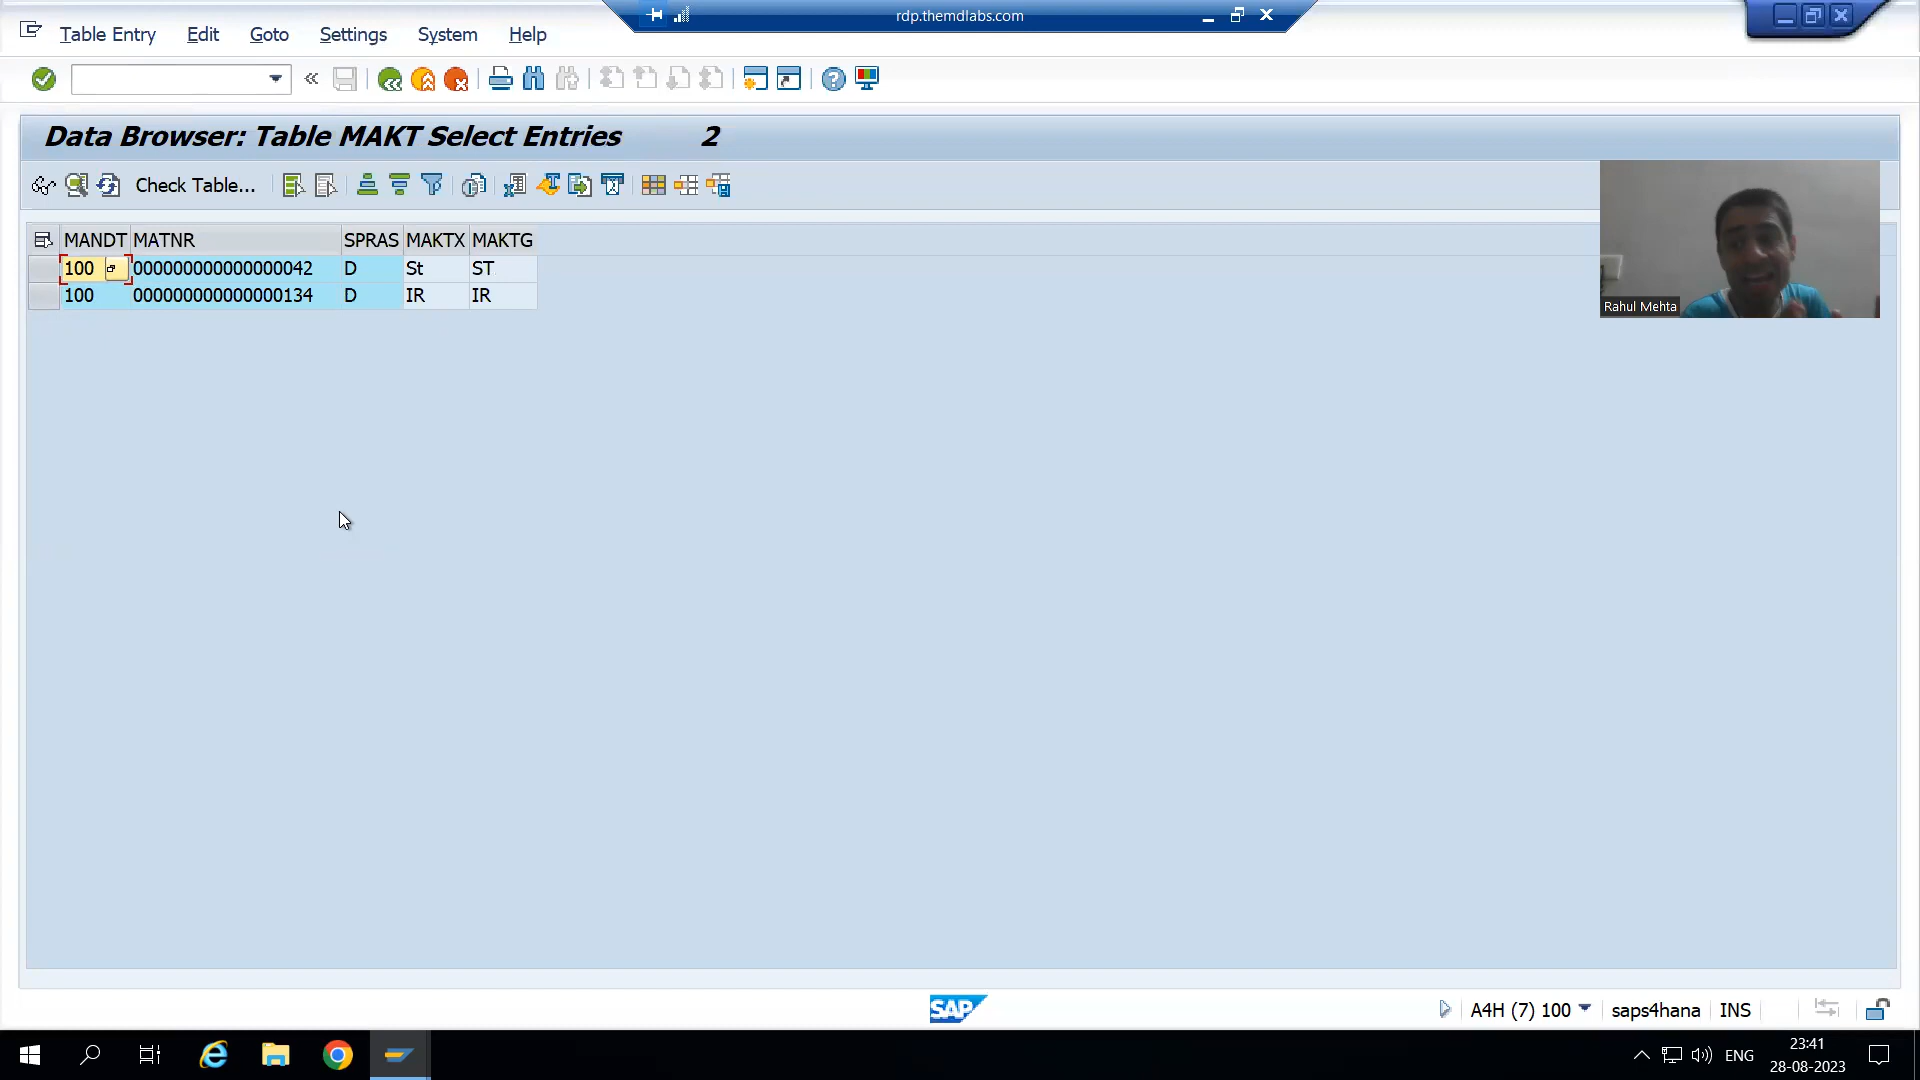 rdp.themdlabs.com
Table Entry Edit Goto Settings System Help
Data Browser: Table MAKT Select Entries 2
Check Table...
MANDT MATNR SPRAS MAKTX MAKTG
100 000000000000000042 D St ST
100 000000000000000134 D IR IR
Rahul Mehta
SAP
A4H (7) 100 saps4hana INS
ENG
23:41
28-08-2023